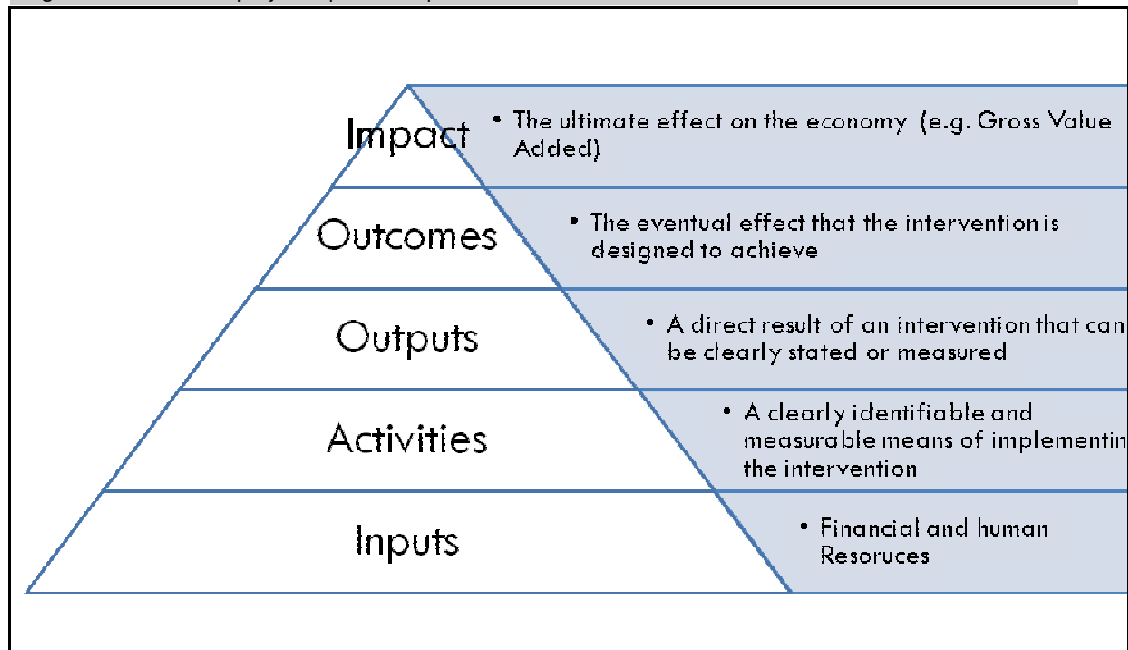 Impact
• The ultimate effect on the economy (e.g. Gross Value
Added)
Outcomes
• The eventual effect that the intervention is
designed to achieve
Outputs
• A direct result of an intervention that can
be clearly stated or measured
Activities
• A clearly identifiable and
measurable means of implementin
the intervention
Inputs
• Financial and human
Resoruces